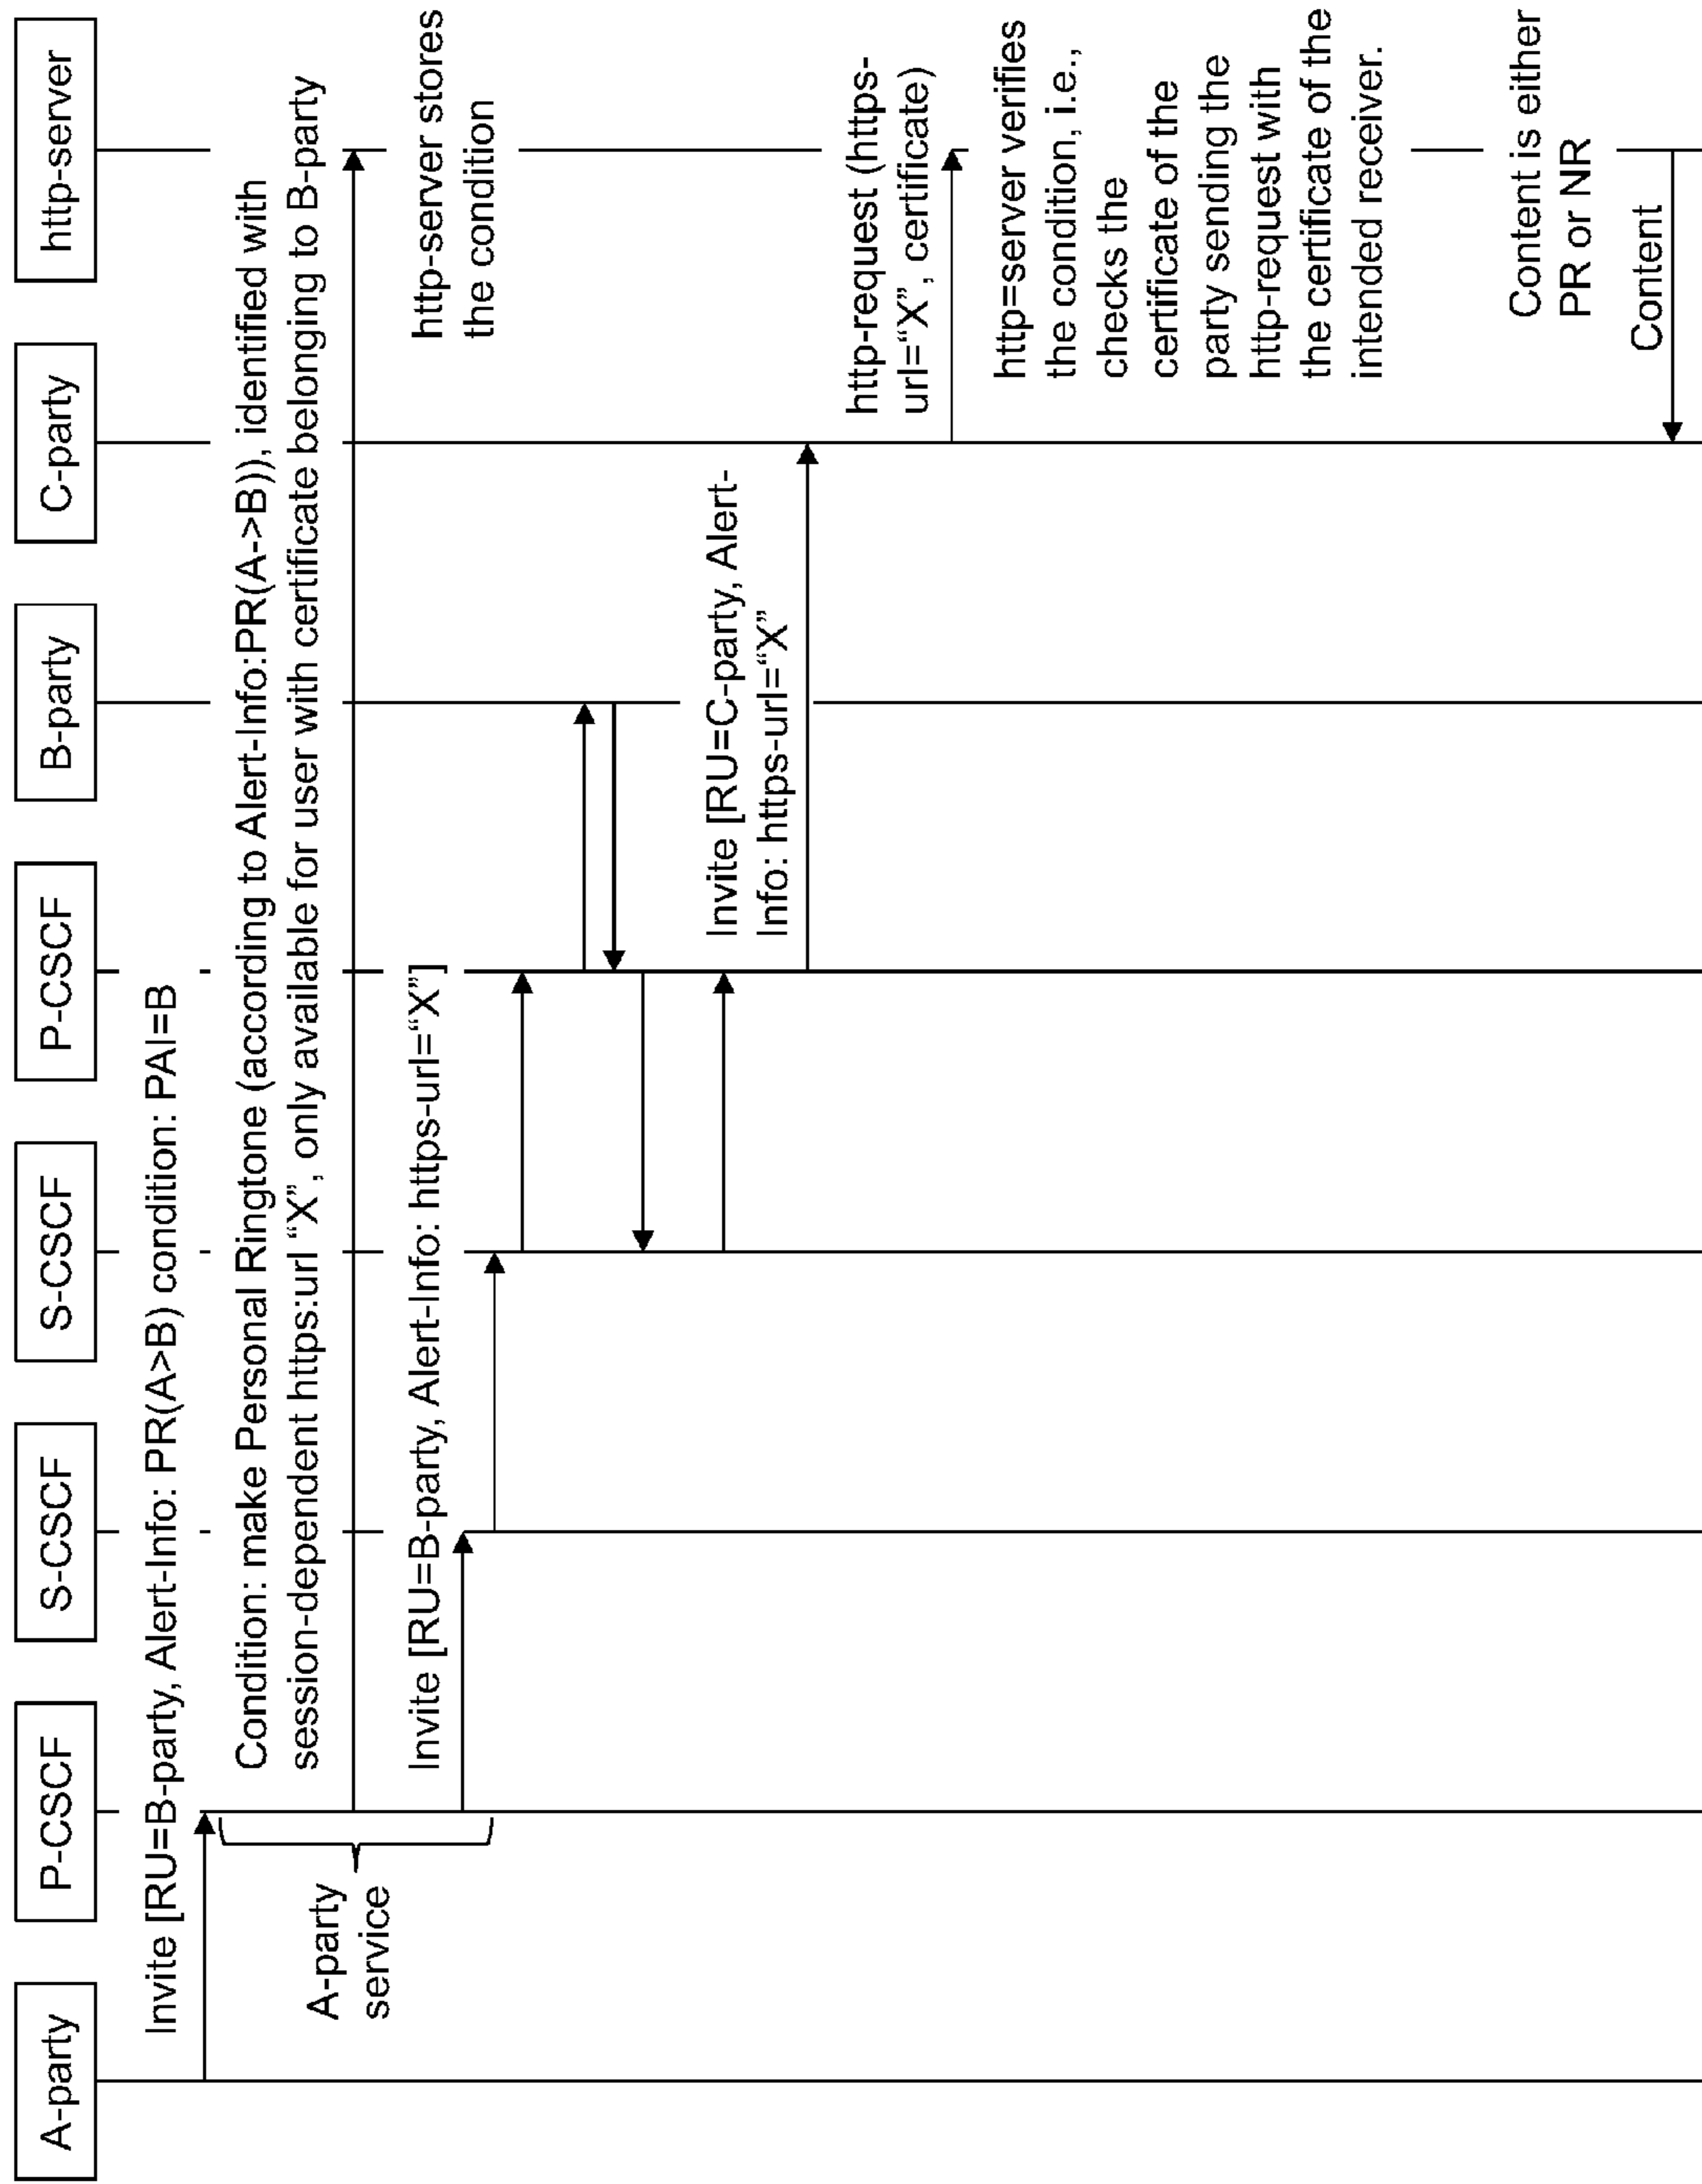 A-party
P-CSCF
S-CSCF
S-CSCF
P-CSCF
B-party
C-party
http-server
Invite [RU=B-party, Alert-Info: PR(A>B) condition: PAI=B
Condition: make Personal Ringtone (according to Alert-Info:PR(A->B)), identified with
session-dependent https:url “X”, only available for user with certificate belonging to B-party
A-party
service
http-server stores
the condition
Invite [RU=B-party, Alert-Info: https-url=“X”]
Invite [RU=C-party, Alert-
Info: https-url=“X”
http-request (https-
url=“X”, certificate)
http=server verifies
the condition, i.e.,
checks the
certificate of the
party sending the
http-request with
the certificate of the
intended receiver.
Content is either
PR or NR
Content